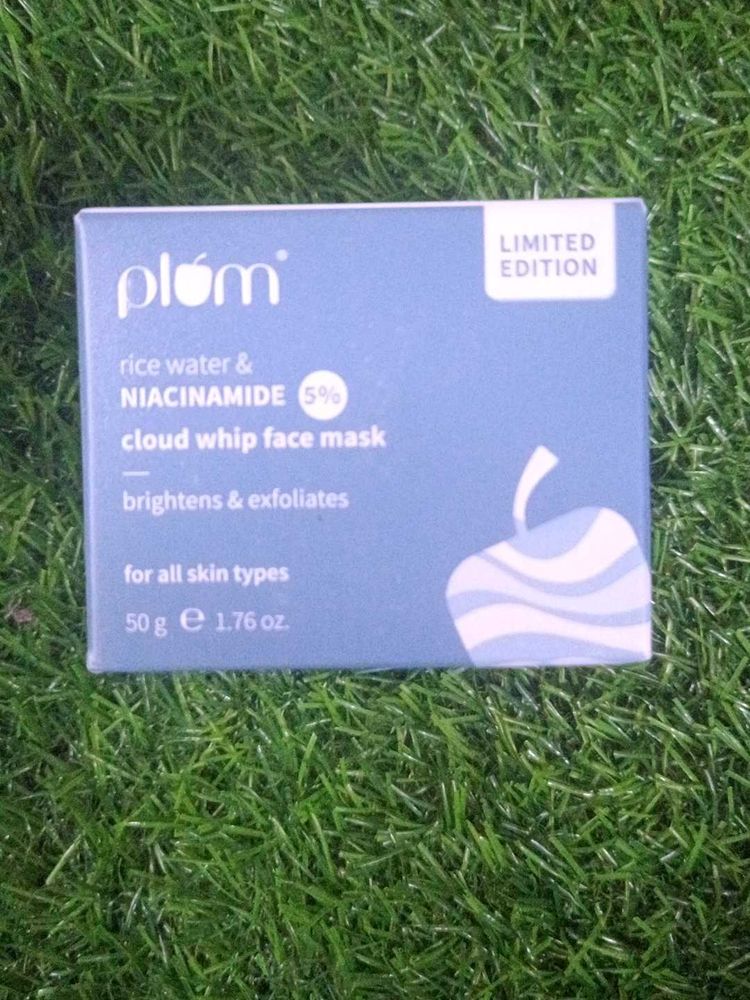 plum®
LIMITED
EDITION
rice water &
NIACINAMIDE 5%
cloud whip face mask
brightens & exfoliates
for all skin types
50 g ℮ 1.76 oz.